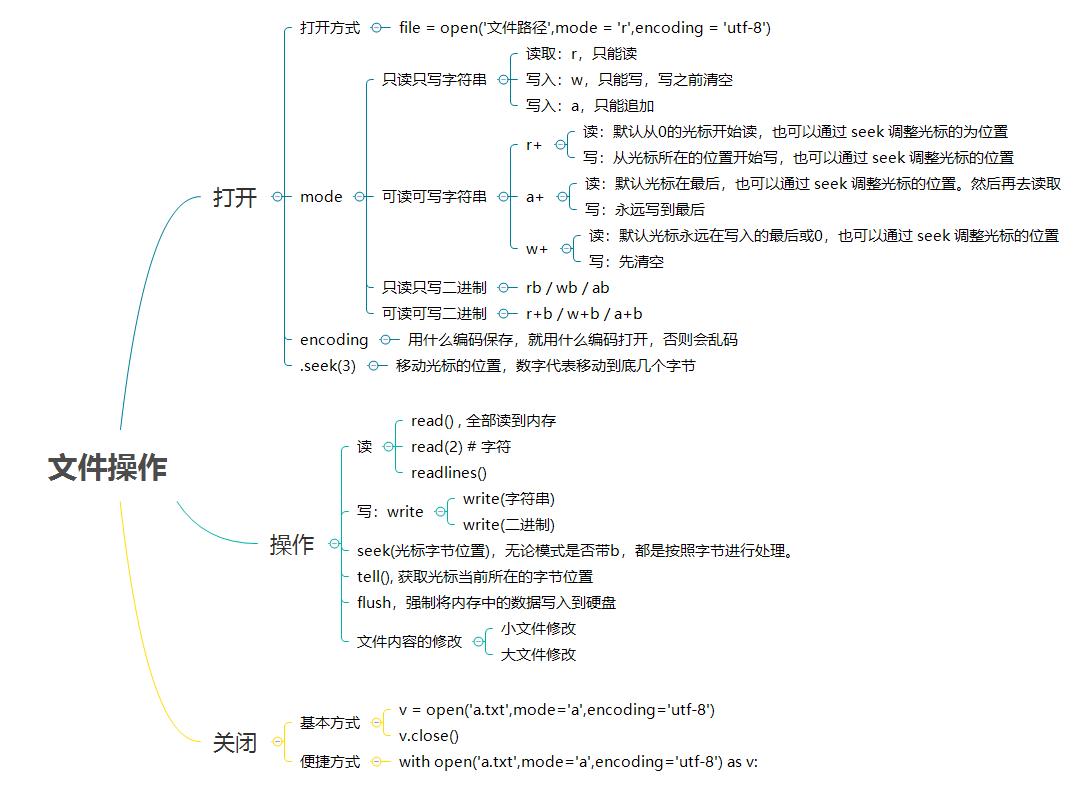 文件操作
打开
打开方式
file = open('文件路径',mode = 'r',encoding = 'utf-8')
mode
只读只写字符串
读取：r，只能读
写入：w，只能写，写之前清空
写入：a，只能追加
可读可写字符串
r+
读：默认从0的光标开始读，也可以通过 seek 调整光标的为位置
写：从光标所在的位置开始写，也可以通过 seek 调整光标的位置
a+
读：默认光标在最后，也可以通过 seek 调整光标的位置。然后再去读取
写：永远写到最后
w+
读：默认光标永远在写入的最后或0，也可以通过 seek 调整光标的位置
写：先清空
只读只写二进制
rb / wb / ab
可读可写二进制
r+b / w+b / a+b
encoding
用什么编码保存，就用什么编码打开，否则会乱码
.seek(3)
移动光标的位置，数字代表移动到底几个字节
操作
读
read() , 全部读到内存
read(2) # 字符
readlines()
写：write
write(字符串)
write(二进制)
seek(光标字节位置)，无论模式是否带b，都是按照字节进行处理。
tell(), 获取光标当前所在的字节位置
flush，强制将内存中的数据写入到硬盘
文件内容的修改
小文件修改
大文件修改
关闭
基本方式
v = open('a.txt',mode='a',encoding='utf-8')
v.close()
便捷方式
with open('a.txt',mode='a',encoding='utf-8') as v: